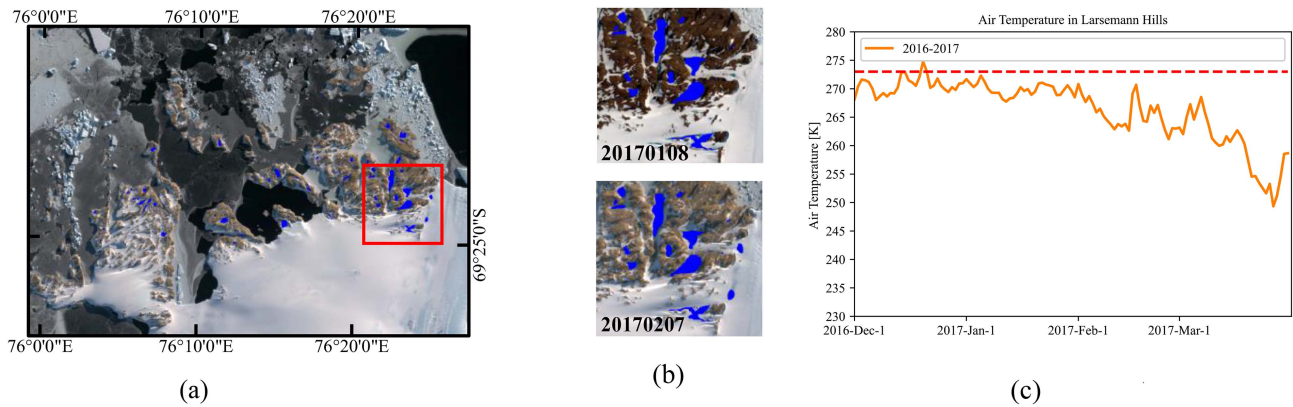 76°0'0"E 76°10'0"E 76°20'0"E
69°25'0"S
76°0'0"E 76°10'0"E 76°20'0"E
(a)
20170108
20170207
(b)
Air Temperature in Larsemann Hills
2016-2017
Air Temperature [K]
280
275
270
265
260
255
250
245
240
235
230
2016-Dec-1 2017-Jan-1 2017-Feb-1 2017-Mar-1
(c)